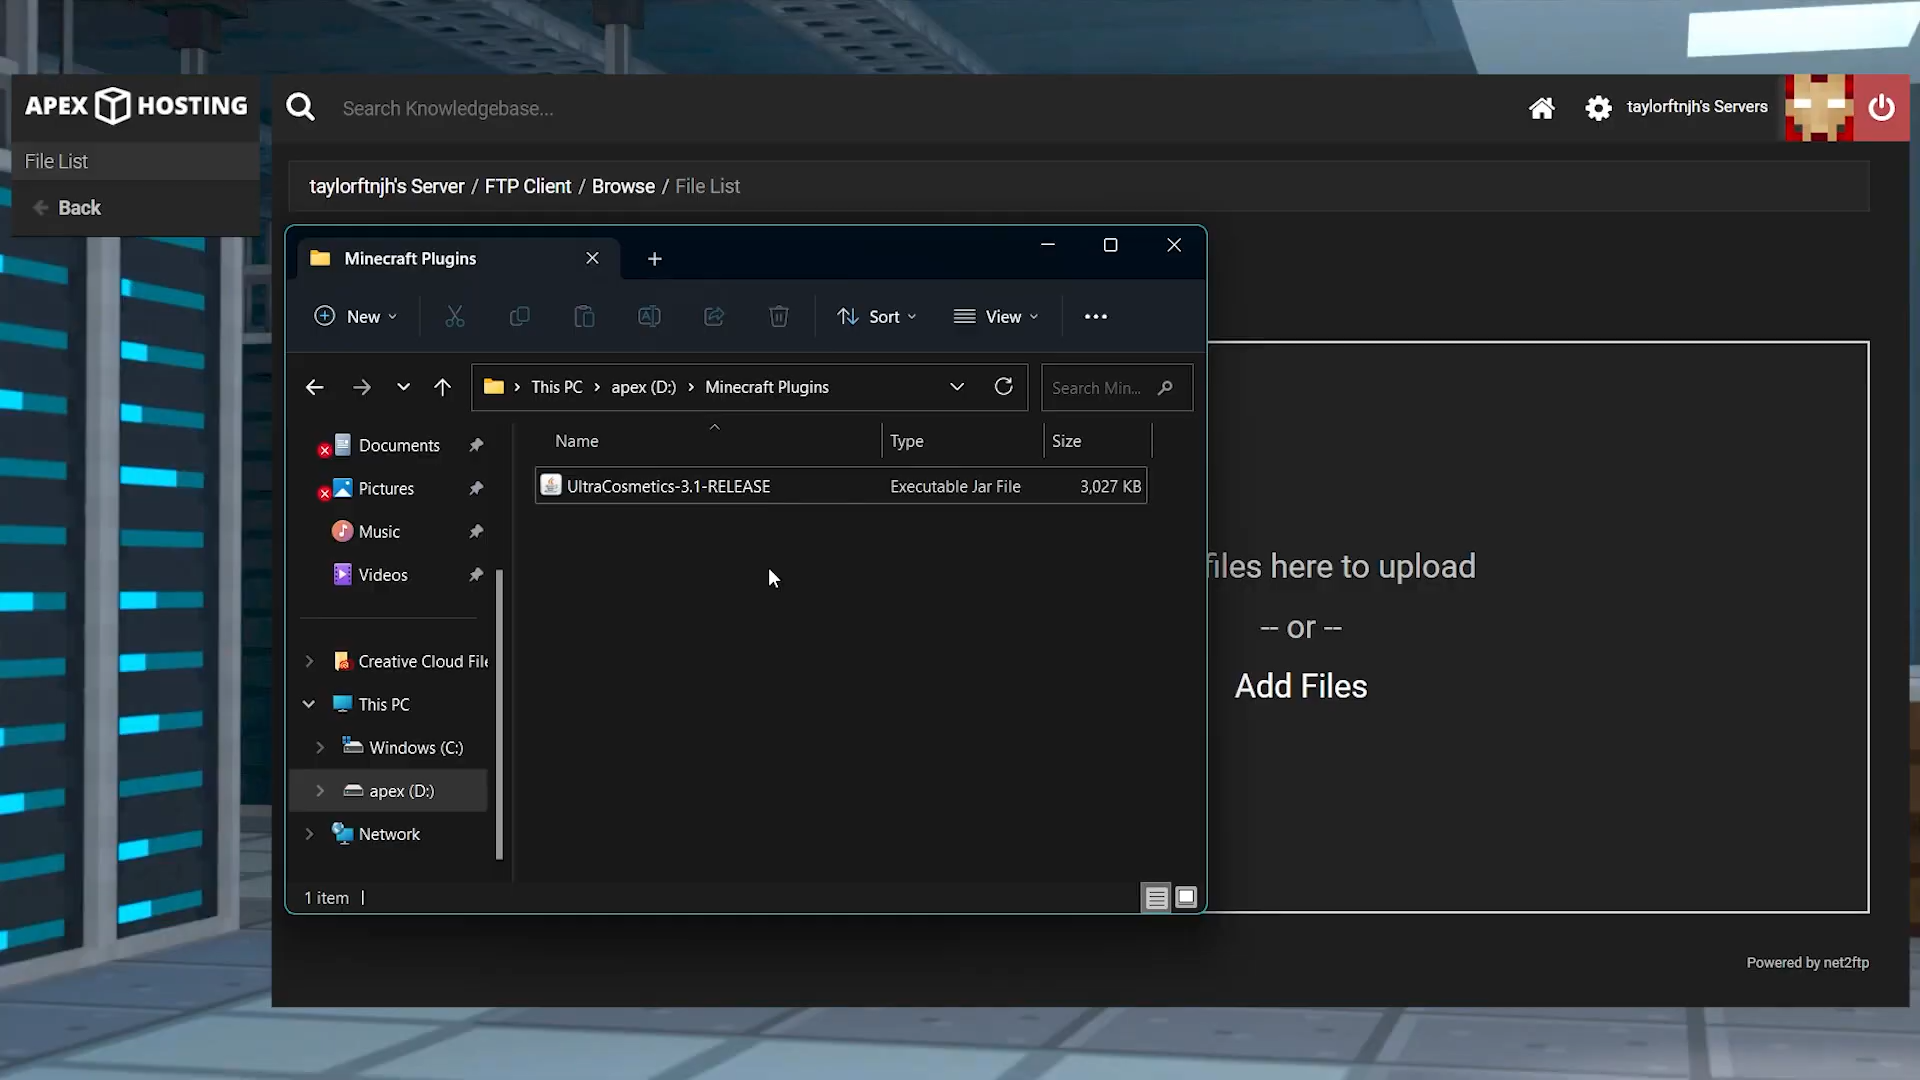 APEX HOSTING
Search Knowledgebase...
taylorftnjh's Servers
File List
Back
taylorftnjh's Server / FTP Client / Browse / File List
Minecraft Plugins
New
Sort
View
This PC > apex (D:) > Minecraft Plugins
Search Min...
Name
Type
Size
Documents
Pictures
Music
Videos
UltraCosmetics-3.1-RELEASE
Executable Jar File
3,027 KB
Creative Cloud File
This PC
Windows (C:)
apex (D:)
Network
1 item
files here to upload
-- or --
Add Files
Powered by net2ftp